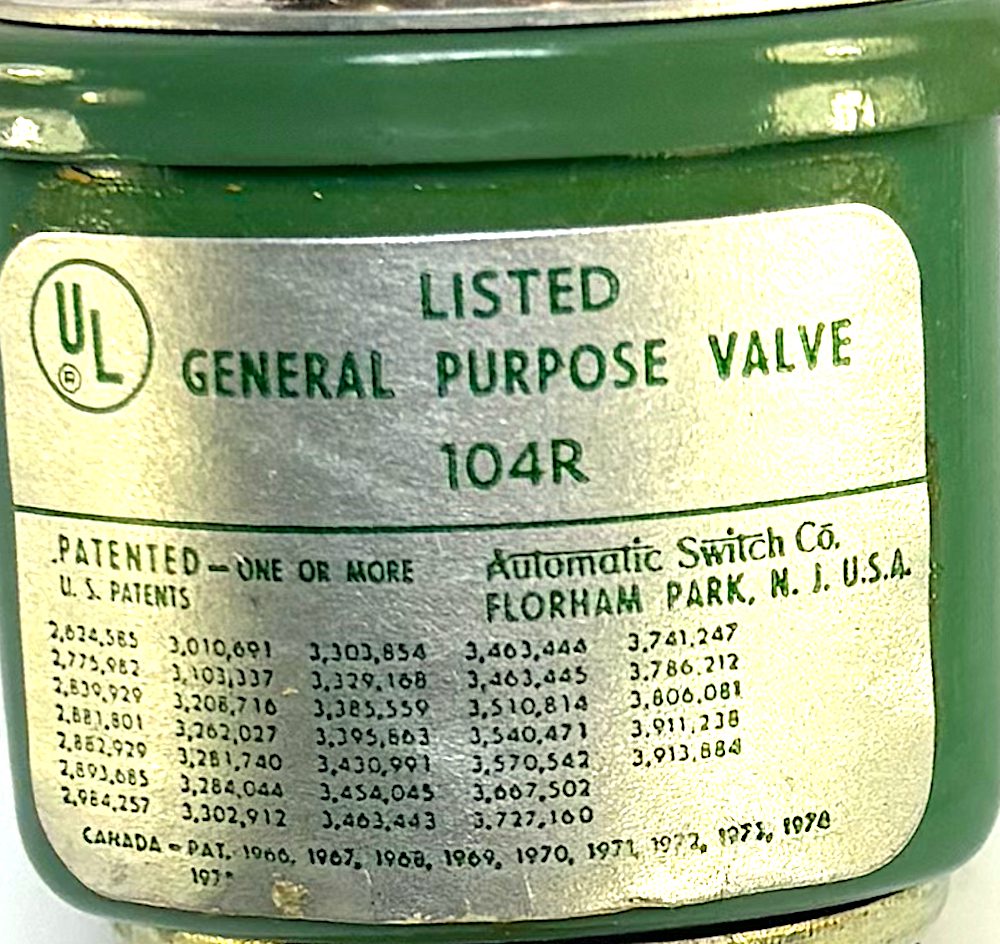 UL
®
LISTED
GENERAL PURPOSE VALVE
104R
PATENTED — ONE OR MORE
U. S. PATENTS
Automatic Switch Co.
FLORHAM PARK, N. J. U.S.A.
2,624,585 3,010,691 3,303,854 3,463,444 3,741,247
2,775,982 3,103,337 3,329,168 3,463,445 3,786,212
2,839,929 3,208,716 3,385,559 3,510,814 3,806,081
2,881,801 3,262,027 3,395,863 3,540,471 3,911,238
2,882,929 3,281,740 3,430,991 3,570,542 3,913,884
2,893,685 3,284,044 3,454,045 3,667,502
2,984,257 3,302,912 3,463,443 3,727,160
CANADA - PAT. 1966, 1967, 1968, 1969, 1970, 1971, 1972,